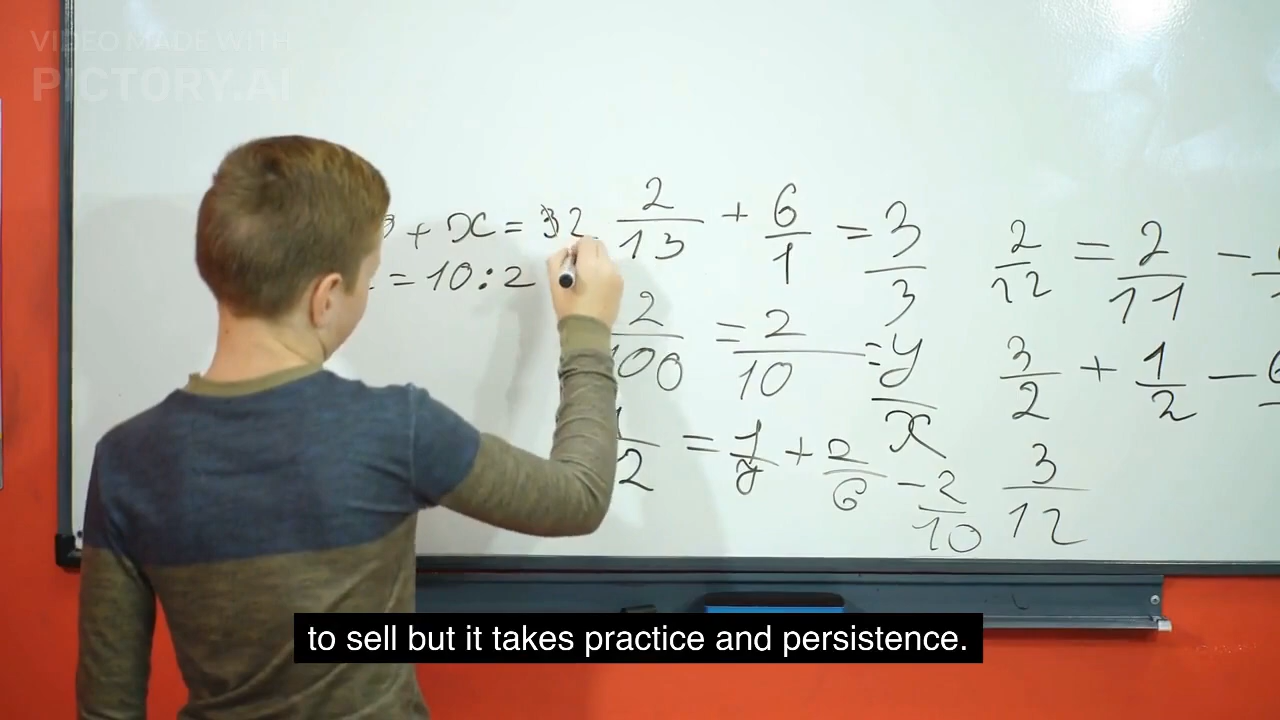 VIDEO MADE WITH
PICTORY.AI
+ x = 32
= 10:2
2/13 + 6/1 = 3/3
2/100 = 2/10 = y/x
/2 = 1/y + 2/6 - 2/10
2/12 = 2/11 -
3/2 + 1/2 -
3/12
to sell but it takes practice and persistence.